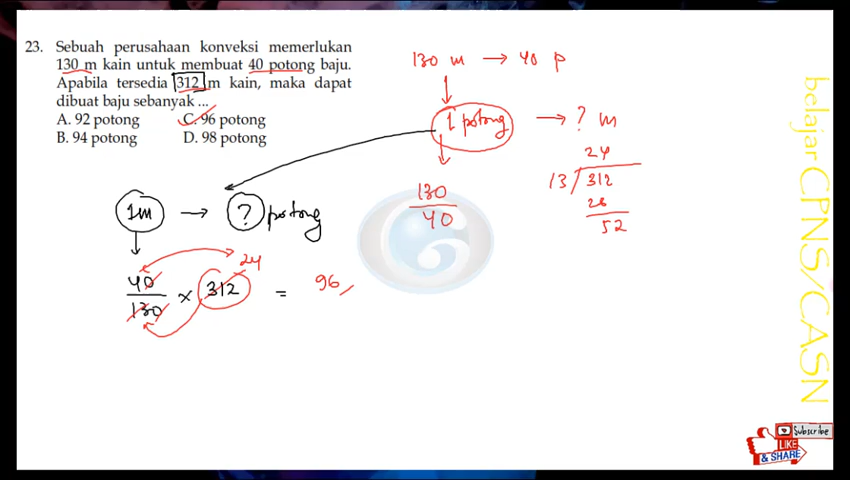 23. Sebuah perusahaan konveksi memerlukan
130 m kain untuk membuat 40 potong baju.
Apabila tersedia 312 m kain, maka dapat
dibuat baju sebanyak ...
A. 92 potong C. 96 potong
B. 94 potong D. 98 potong
130 m → 40 p
1 potong → ? m
130
40
24
13 312
26
52
1m → ? potong
24
40
130 × 312 = 96
belajar CPNS/CASN
Subscribe
LIKE
& SHARE